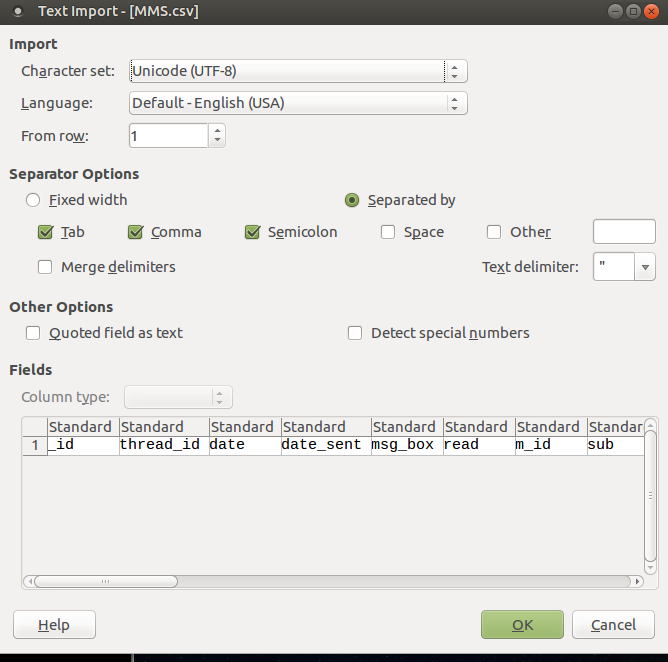 Text Import - [MMS.csv]
Import
Character set: Unicode (UTF-8)
Language: Default - English (USA)
From row: 1
Separator Options
Fixed width Separated by
Tab Comma Semicolon Space Other
Merge delimiters Text delimiter: "
Other Options
Quoted field as text Detect special numbers
Fields
Column type:
Standard Standard Standard Standard Standard Standard Standard Standar
1 _id thread_id date date_sent msg_box read m_id sub
Help OK Cancel